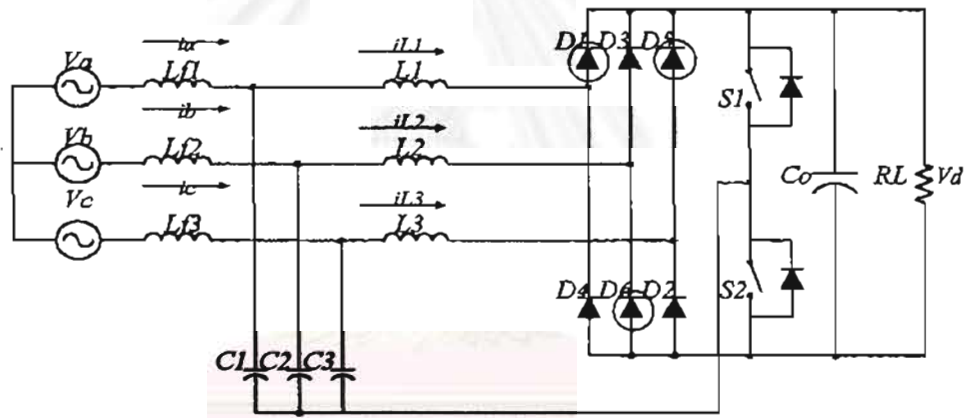 ia iL1 D1 D3 D5
Va Lf1 L1
ib iL2 S1
Vb Lf2 L2
ic iL3 Co RL Vd
Vc Lf3 L3
D4 D6 D2 S2
C1 C2 C3